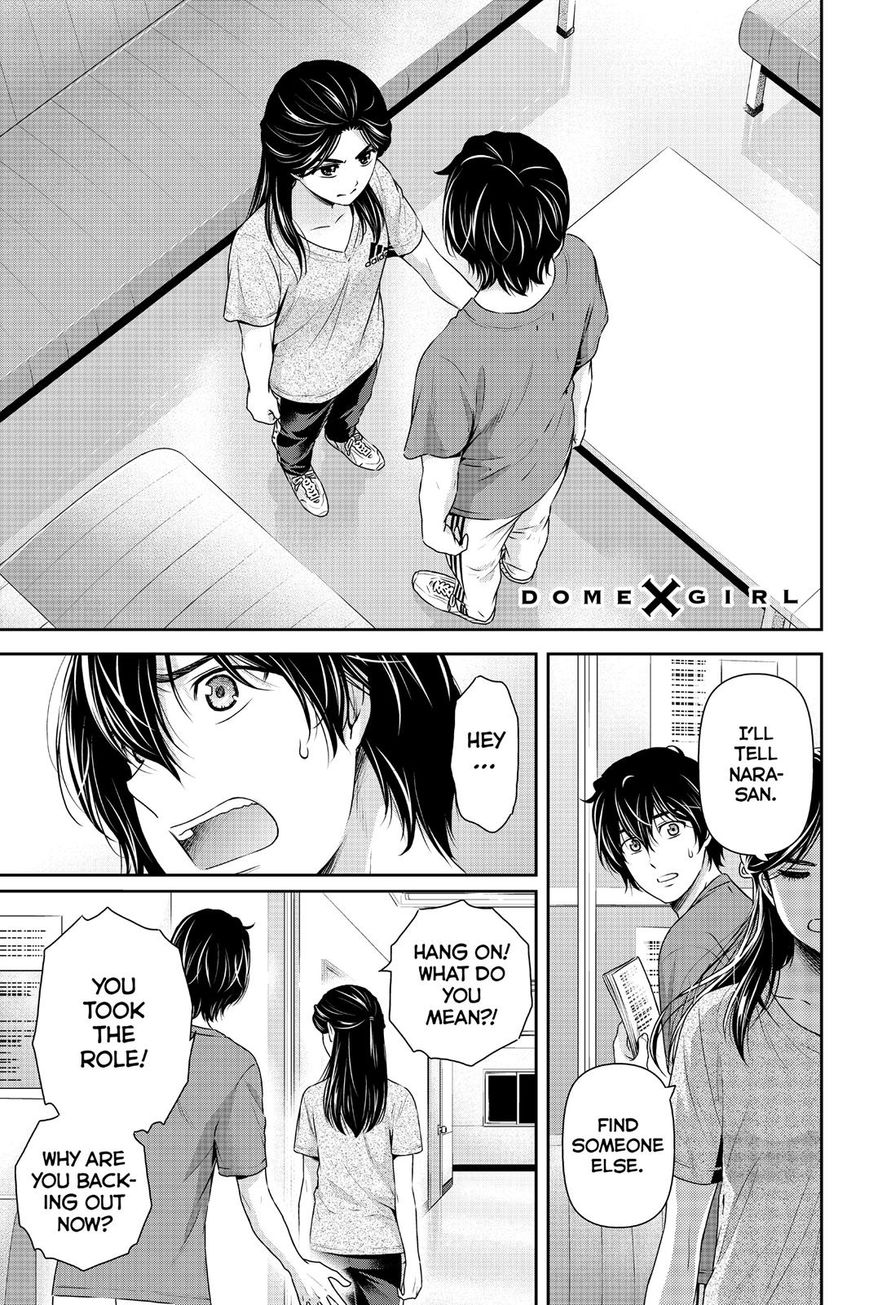 adidas
DOME X GIRL
I'LL
TELL
NARA-
SAN.
FIND
SOMEONE
ELSE.
HEY
...
HANG ON!
WHAT DO
YOU
MEAN?!
YOU
TOOK
THE
ROLE!
WHY ARE
YOU BACK-
ING OUT
NOW?